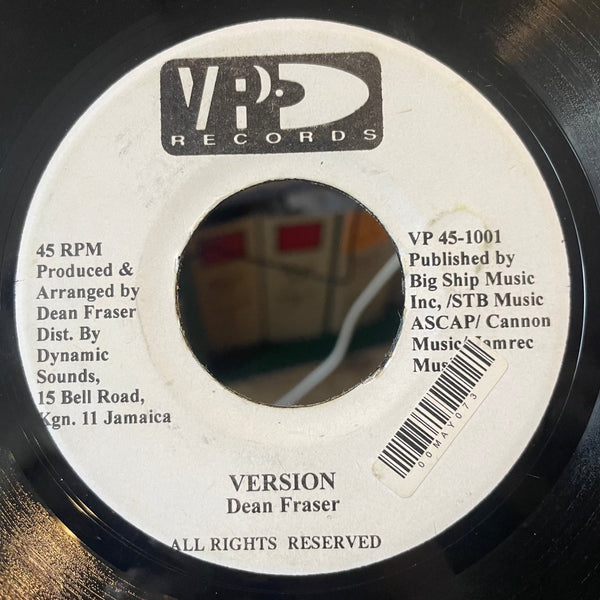 VP
RECORDS
45 RPM
Produced &
Arranged by
Dean Fraser
Dist. By
Dynamic
Sounds,
15 Bell Road,
Kgn. 11 Jamaica
VP 45-1001
Published by
Big Ship Music
Inc, /STB Music
ASCAP/ Cannon
Music
00MAY073
VERSION
Dean Fraser
ALL RIGHTS RESERVED